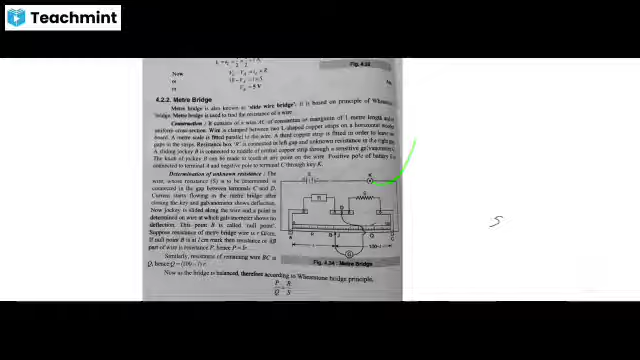 Teachmint
Now
or
or
Fig. 4.33
4.2.2. Metre Bridge
Metre bridge is also known as 'slide wire bridge'. It is based on principle of Wheatstone
bridge. Metre bridge is used to find the resistance of a wire.
Construction : It consists of a wire AC of constantan or manganin of 1 metre length and of
uniform cross-section. Wire is clamped between two L-shaped copper strips on a horizontal wooden
board. A metre scale is fitted parallel to the wire. A third copper strip is fitted in order to leave two
gaps in the strips. Resistance box 'R' is connected in left gap and unknown resistance in the right gap.
A sliding jockey B is connected to middle of central copper strip through a sensitive galvanometer.
The knob of jockey B can be made to touch at any point on the wire. Positive pole of battery is
connected to terminal A and negative pole to terminal C through key K.
Determination of unknown resistance : The
wire, whose resistance (S) is to be determined, is
connected in the gap between terminals C and D.
Current starts flowing in the metre bridge after
closing the key and galvanometer shows deflection.
Now jockey is slided along the wire and a point is
determined on wire at which galvanometer shows no
deflection. This point B is called 'null point'.
Suppose resistance of metre bridge wire is r Ω/cm.
If null point B is at l cm mark then resistance of AB
part of wire is resistance P, hence P = lr
Similarly, resistance of remaining wire BC is
Q, hence Q = (100 – l) r.
Fig. 4.34 : Metre Bridge
Now as the bridge is balanced, therefore according to Wheatstone bridge principle,
P/Q = R/S
S